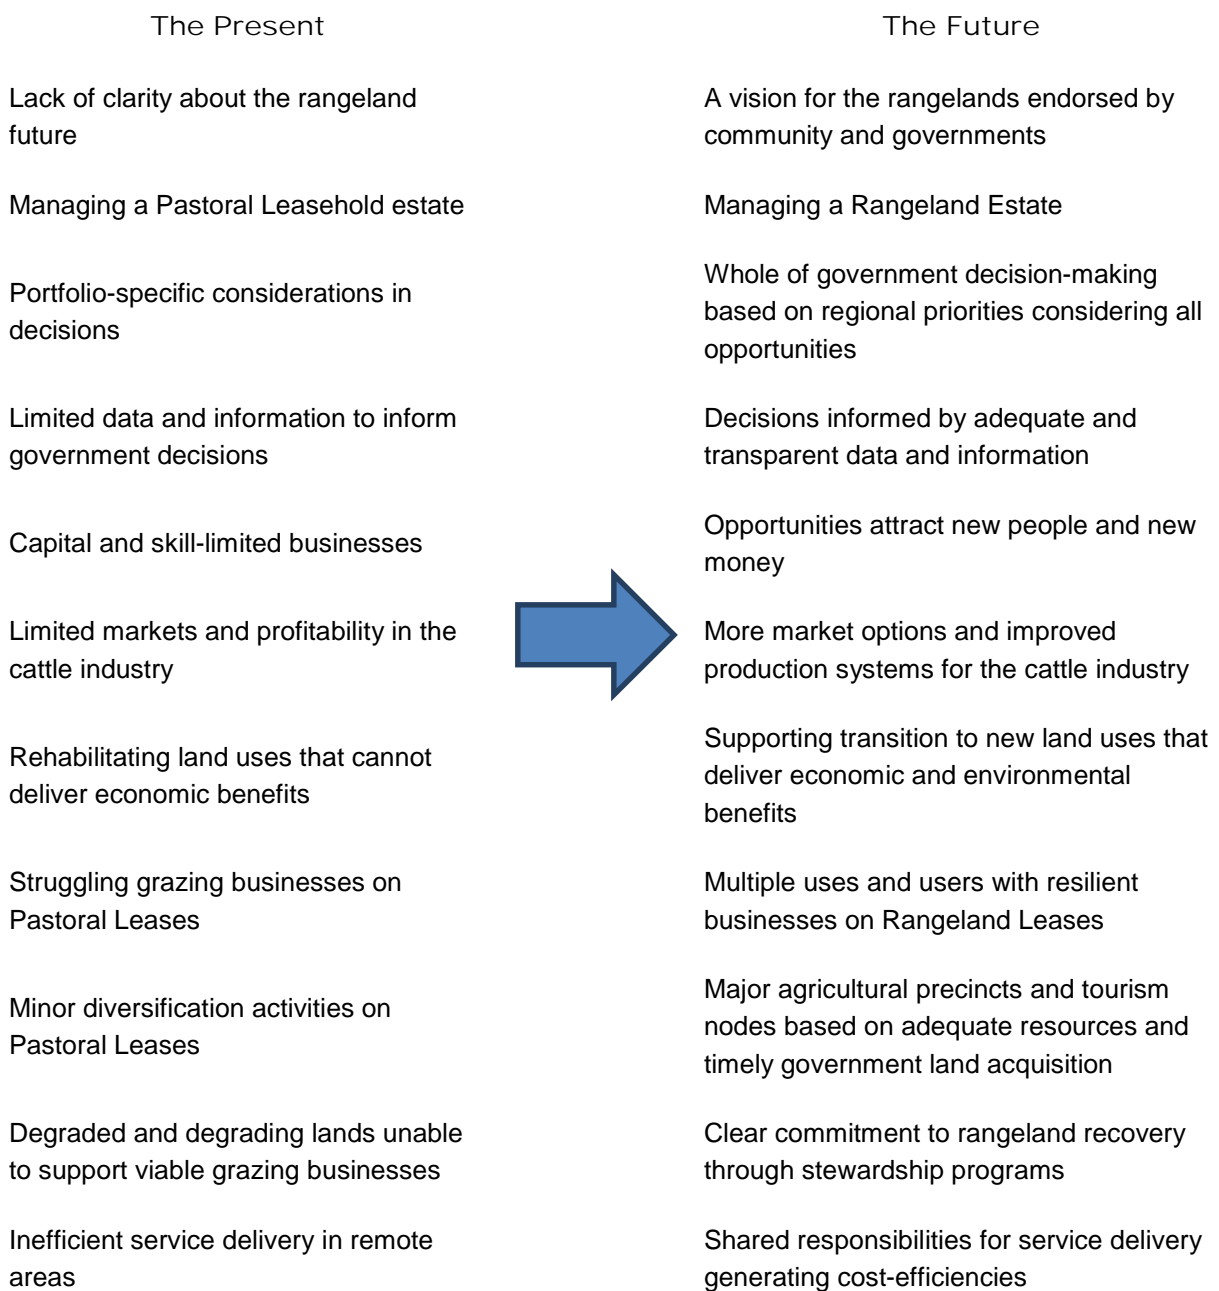 The Present
The Future
Lack of clarity about the rangeland
future
A vision for the rangelands endorsed by
community and governments
Managing a Pastoral Leasehold estate
Managing a Rangeland Estate
Portfolio-specific considerations in
decisions
Whole of government decision-making
based on regional priorities considering all
opportunities
Limited data and information to inform
government decisions
Decisions informed by adequate and
transparent data and information
Capital and skill-limited businesses
Opportunities attract new people and new
money
Limited markets and profitability in the
cattle industry
More market options and improved
production systems for the cattle industry
Rehabilitating land uses that cannot
deliver economic benefits
Supporting transition to new land uses that
deliver economic and environmental
benefits
Struggling grazing businesses on
Pastoral Leases
Multiple uses and users with resilient
businesses on Rangeland Leases
Minor diversification activities on
Pastoral Leases
Major agricultural precincts and tourism
nodes based on adequate resources and
timely government land acquisition
Degraded and degrading lands unable
to support viable grazing businesses
Clear commitment to rangeland recovery
through stewardship programs
Inefficient service delivery in remote
areas
Shared responsibilities for service delivery
generating cost-efficiencies